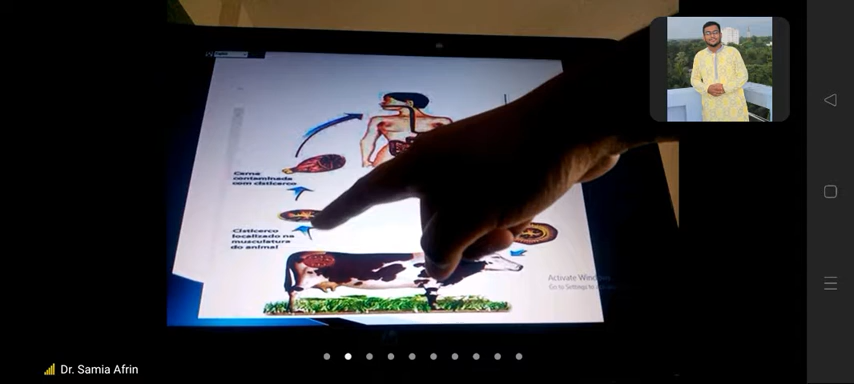 Carne
contaminada
com cisticerco
Cisticerco
localizado na
musculatura
do animal
Activate Windows
Go to Settings to
Dr. Samia Afrin